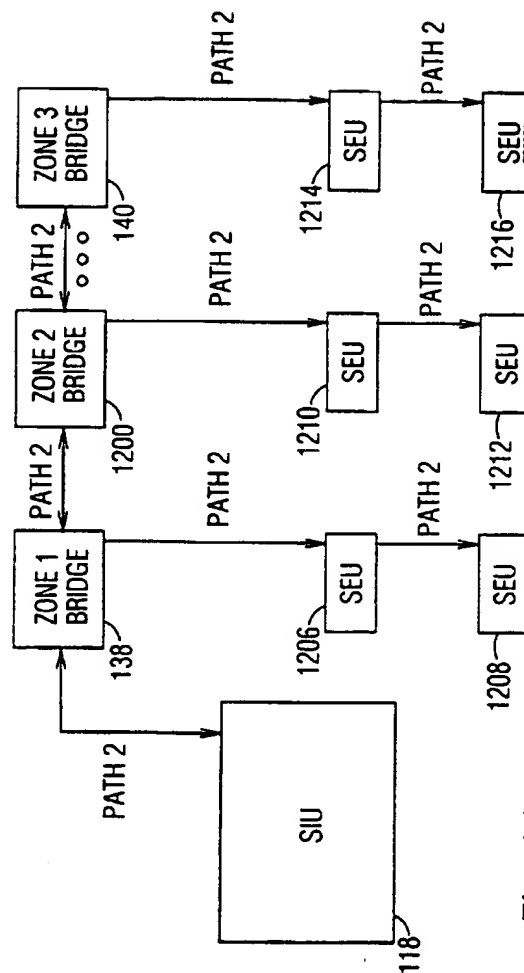 ZONE 1
BRIDGE
138
PATH 2
ZONE 2
BRIDGE
1200
PATH 2
ZONE 3
BRIDGE
140
PATH 2
PATH 2
PATH 2
PATH 2
SEU
1206
SEU
1210
SEU
1214
PATH 2
PATH 2
PATH 2
SEU
1208
SEU
1212
SEU
1216
SIU
118